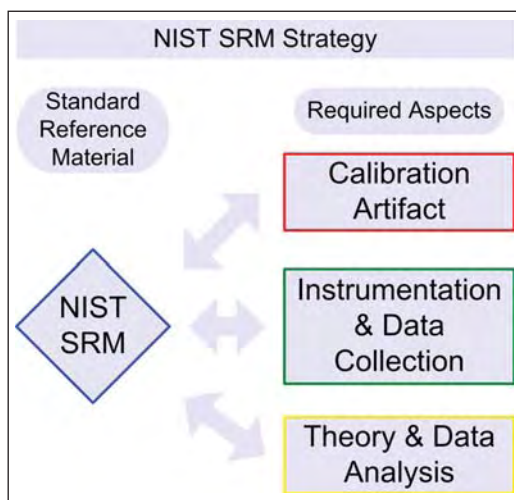 NIST SRM Strategy
Standard
Reference
Material
Required Aspects
Calibration
Artifact
NIST
SRM
Instrumentation
& Data
Collection
Theory & Data
Analysis